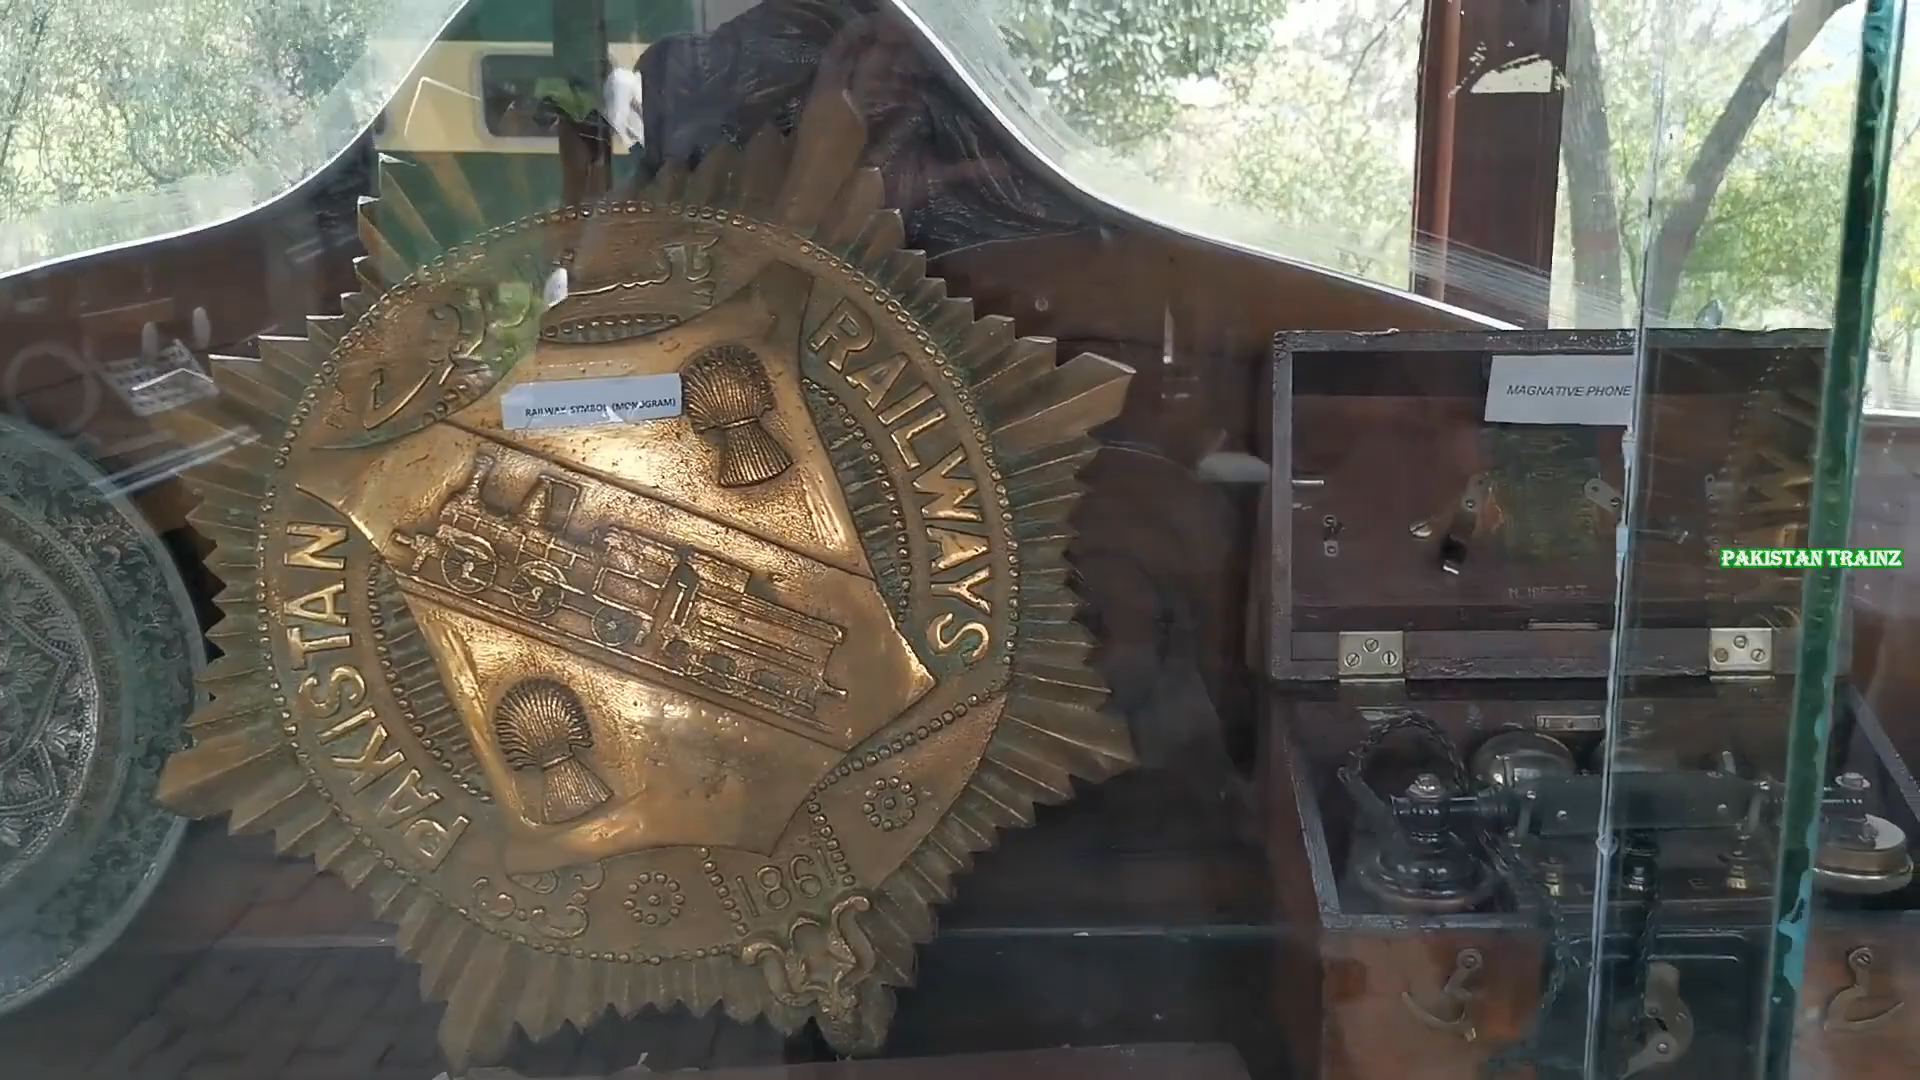 RAILWAY SYMBOL (MONOGRAM)
PAKISTAN RAILWAYS
1861
MAGNATIVE PHONE
PAKISTAN TRAINZ